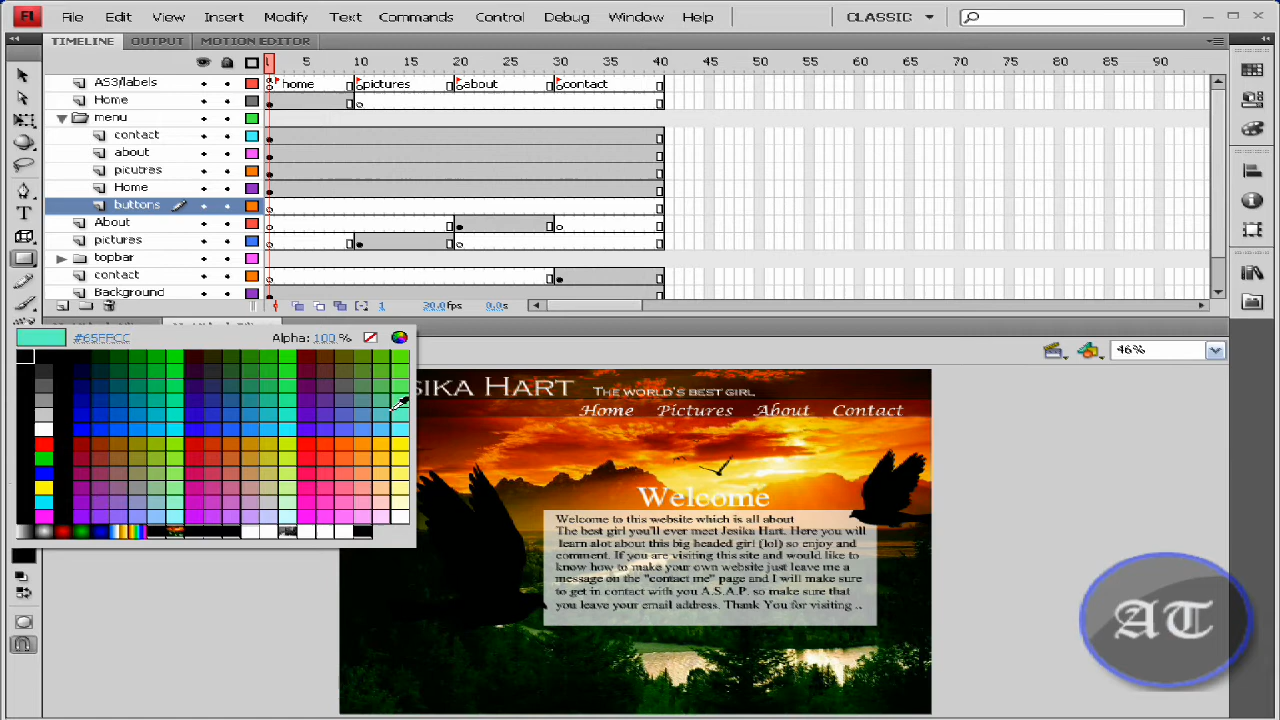 Fl File Edit View Insert Modify Text Commands Control Debug Window Help CLASSIC
TIMELINE OUTPUT MOTION EDITOR
1 5 10 15 20 25 30 35 40 45 50 55 60 65 70 75 80 85 90
AS3/labels home pictures about contact
Home
menu
contact
about
picutres
Home
buttons
About
pictures
topbar
contact
Background
1 30.0fps 0.0s
#65FFCC Alpha: 100 %
46%
SIKA HART THE WORLD'S BEST GIRL
Home Pictures About Contact
Welcome
Welcome to this website which is all about
The best girl you'll ever meet Jesika Hart. Here you will
learn alot about this big headed girl (lol) so enjoy and
comment. If you are visiting this site and would like to
know how to make your own website just leave me a
message on the "contact me" page and I will make sure
to get in contact with you A.S.A.P. so make sure that
you leave your email address. Thank You for visiting ..
AT